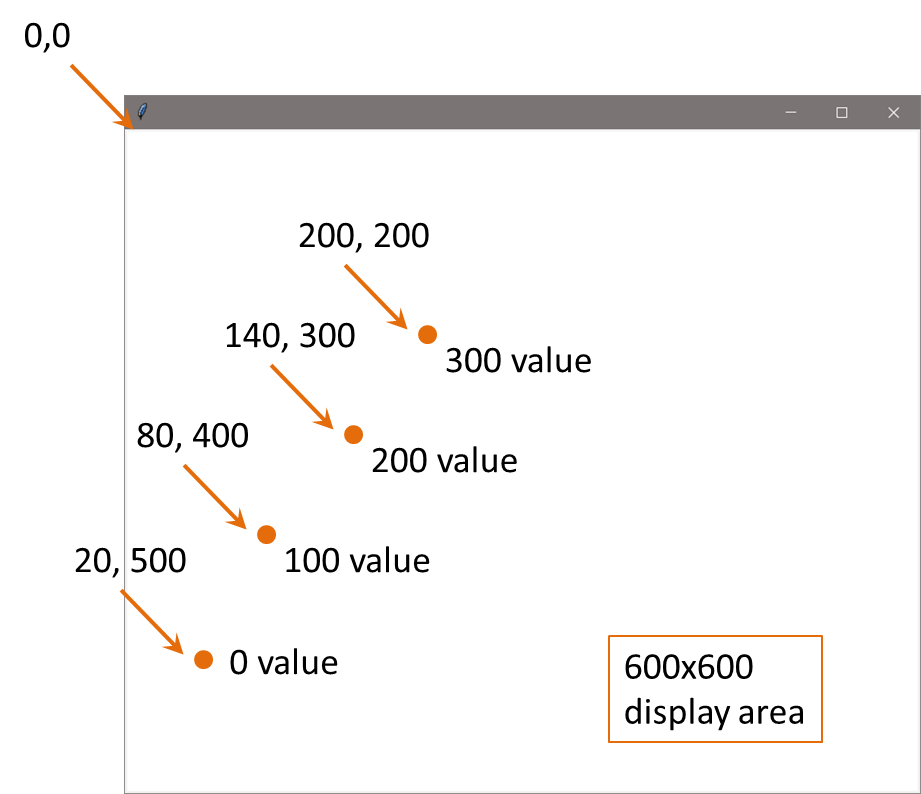 0,0
200, 200
300 value
140, 300
200 value
80, 400
100 value
20, 500
0 value
600x600
display area